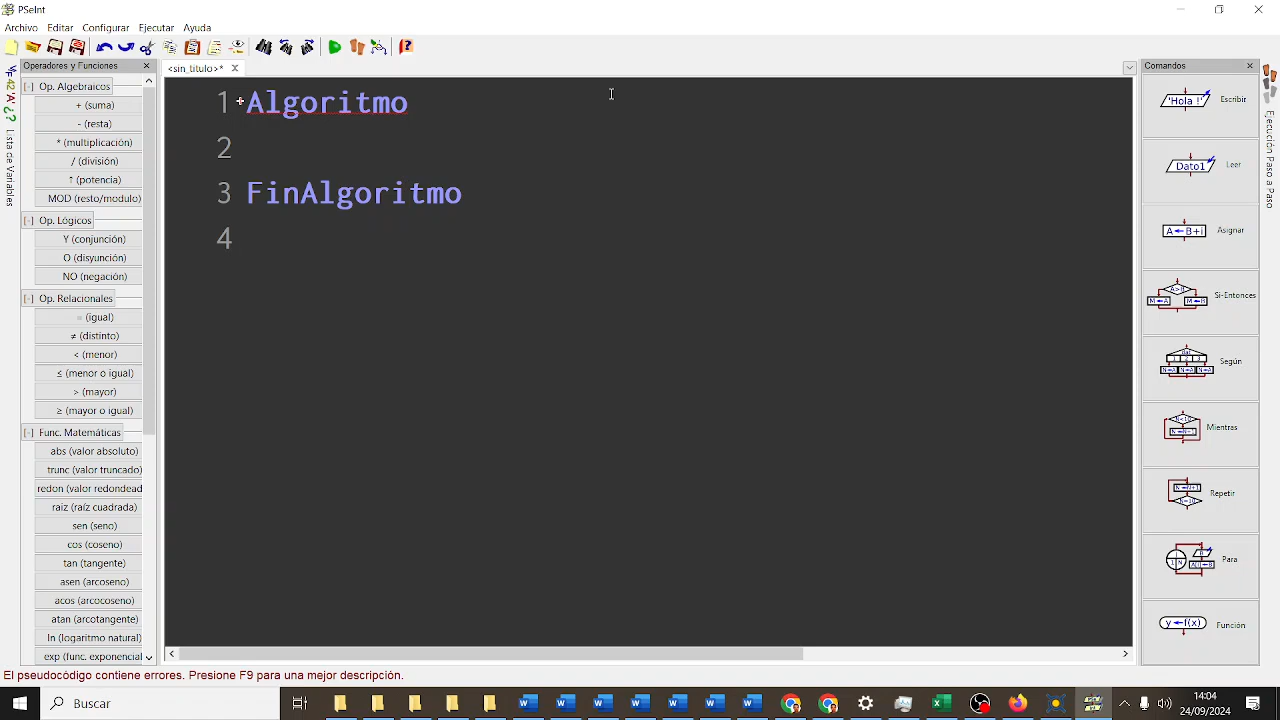 PSeInt
Archivo Editar Configurar Ejecutar Ayuda
Operadores y Funciones
<sin_titulo>*
Comandos
Lista de Variables
Op. Algebraicos
+ (suma)
- (resta)
* (multiplicación)
/ (división)
↑ (potencia)
MOD (resto/modulo)
Op. Lógicos
Y (conjunción)
O (disyunción)
NO (negación)
Op. Relacionales
= (igual)
≠ (distinto)
< (menor)
≤ (menor o igual)
> (mayor)
≥ (mayor o igual)
Func. Matemáticas
abs (valor absoluto)
trunc (valor truncado)
redon (valor redondead
raiz (raíz cuadrada)
sen (seno)
cos (coseno)
tan (tangente)
asen (arcoseno)
acos (arcocoseno)
atan (arcotangente)
ln (logaritmo natural)
exp (func. exponencial
1 Algoritmo
2
3 FinAlgoritmo
4
'Hola !' Escribir
Dato1 Leer
A←B+i Asignar
Si-Entonces
Según
Mientras
Repetir
Para
y←f(x) Función
Ejecución Paso a Paso
El pseudocódigo contiene errores. Presione F9 para una mejor descripción.
Buscar
14:04
24/09/2024